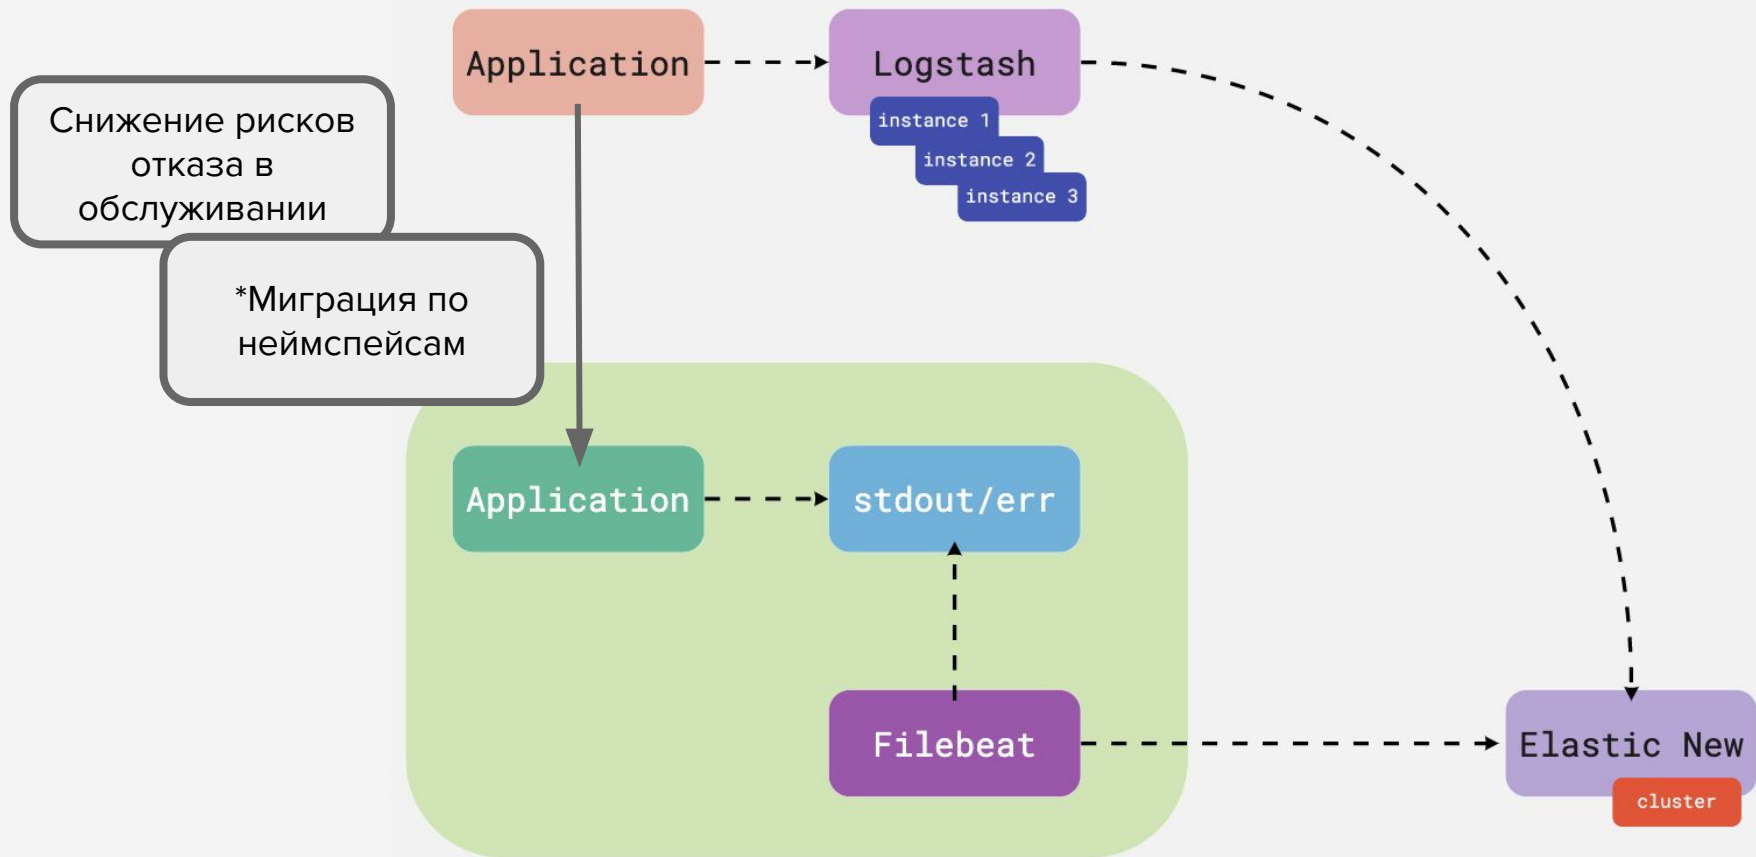 Application
Logstash
instance 1
instance 2
instance 3
Снижение рисков
отказа в
обслуживании
*Миграция по
неймспейсам
Application
stdout/err
Filebeat
Elastic New
cluster